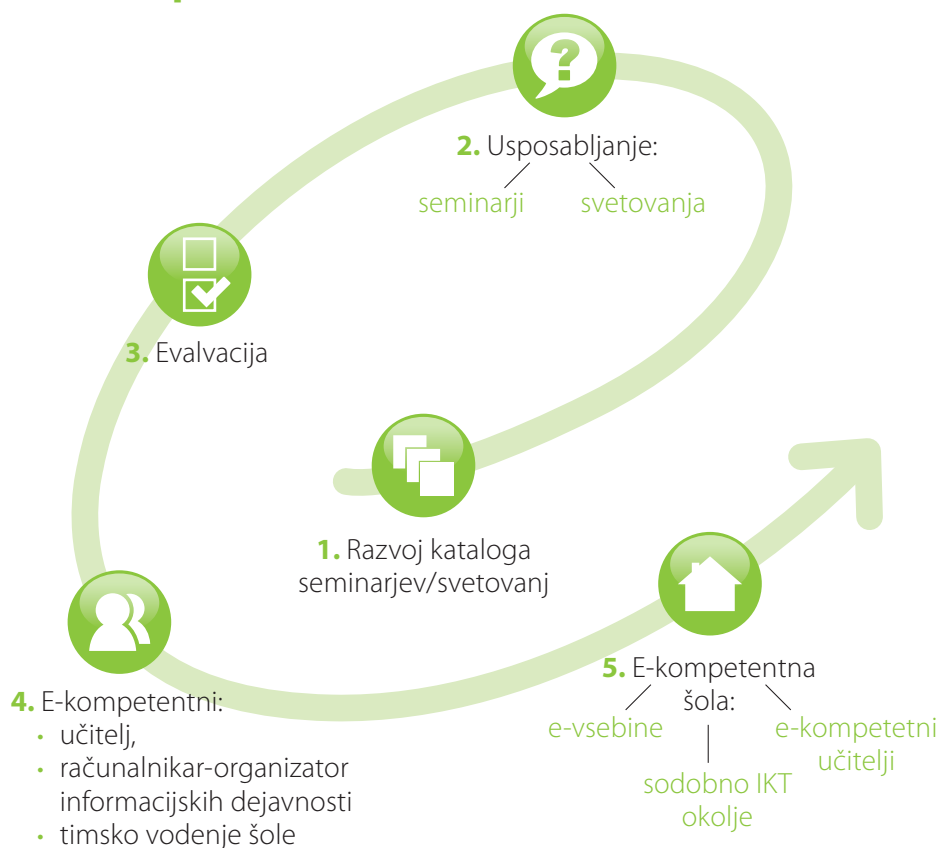 2. Usposabljanje:
seminarji svetovanja
3. Evalvacija
1. Razvoj kataloga
seminarjev/svetovanj
4. E-kompetentni:
• učitelj,
• računalnikar-organizator
informacijskih dejavnosti
• timsko vodenje šole
5. E-kompetentna
šola:
e-vsebine
sodobno IKT
okolje
e-kompetetni
učitelji